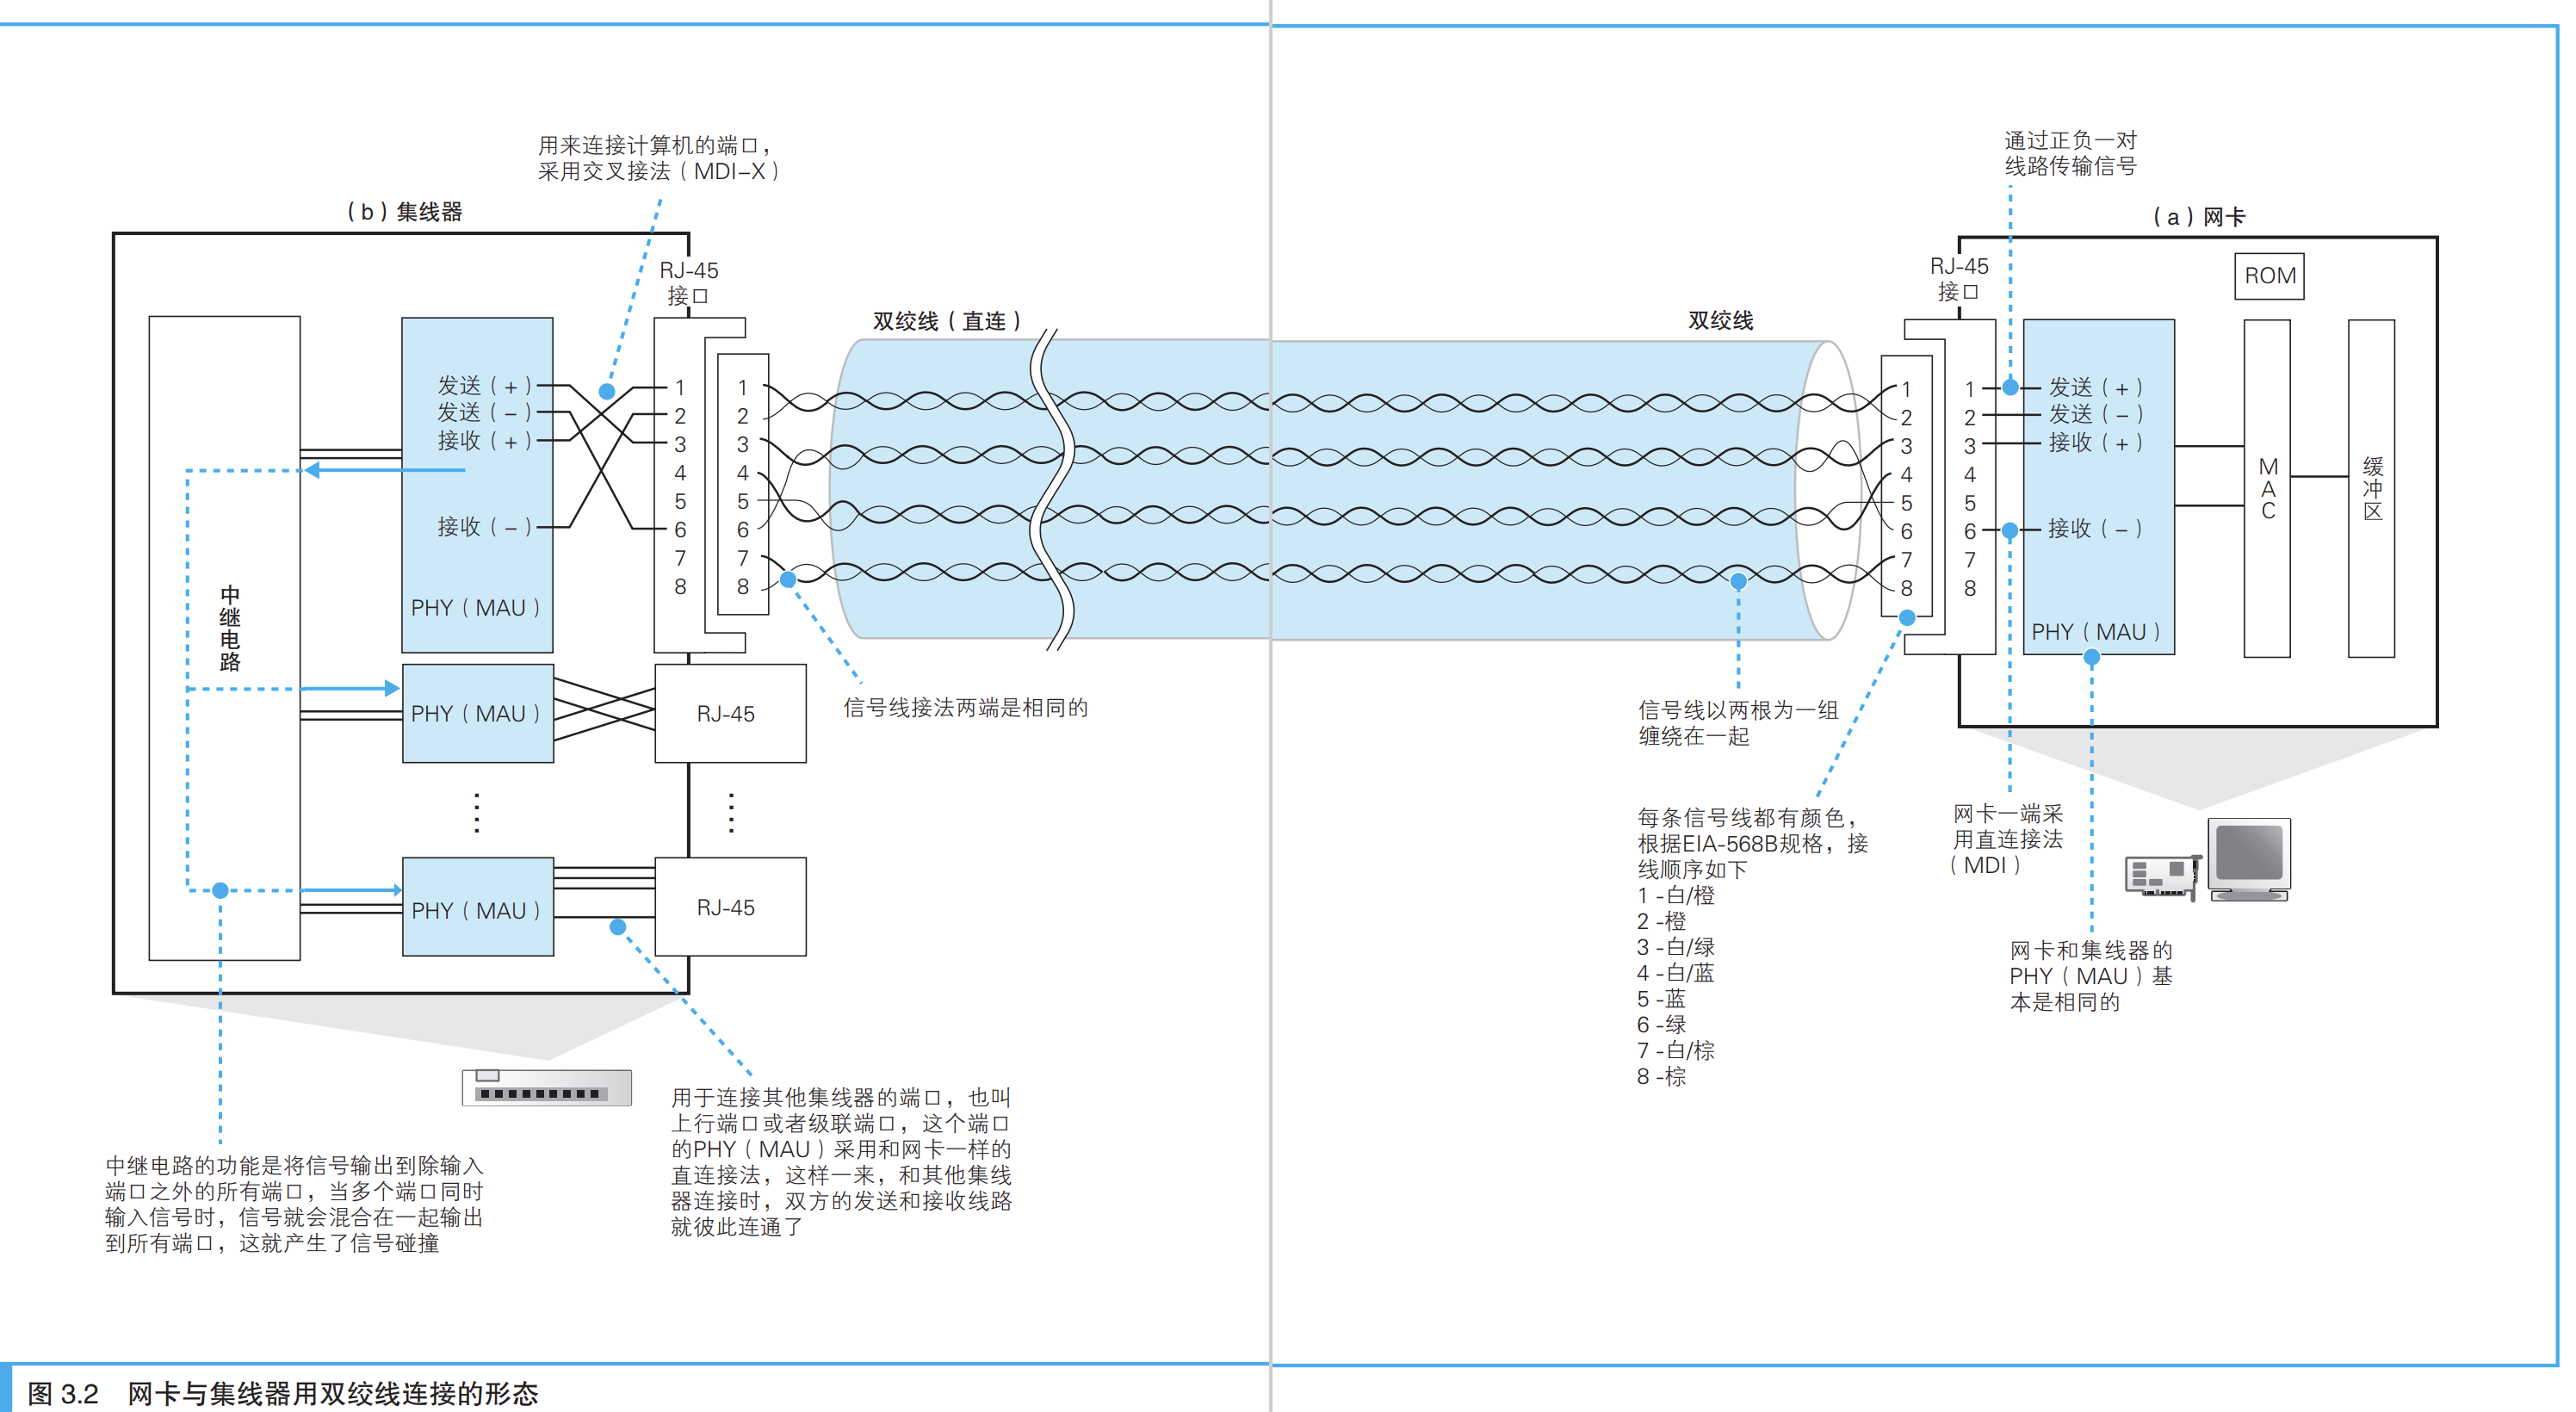 用来连接计算机的端口，
采用交叉接法（MDI-X）
（b）集线器
RJ-45
接口
发送（+）
发送（-）
接收（+）
接收（-）
PHY（MAU）
1
2
3
4
5
6
7
8
1
2
3
4
5
6
7
8
中
继
电
路
双绞线（直连）
PHY（MAU）
RJ-45
信号线接法两端是相同的
PHY（MAU）
RJ-45
中继电路的功能是将信号输出到除输入
端口之外的所有端口，当多个端口同时
输入信号时，信号就会混合在一起输出
到所有端口，这就产生了信号碰撞
用于连接其他集线器的端口，也叫
上行端口或者级联端口，这个端口
的PHY（MAU）采用和网卡一样的
直连接法，这样一来，和其他集线
器连接时，双方的发送和接收线路
就彼此连通了
通过正负一对
线路传输信号
（a）网卡
RJ-45
接口
ROM
双绞线
1
2
3
4
5
6
7
8
1
2
3
4
5
6
7
8
发送（+）
发送（-）
接收（+）
接收（-）
PHY（MAU）
M
A
C
缓
冲
区
信号线以两根为一组
缠绕在一起
每条信号线都有颜色，
根据EIA-568B规格，接
线顺序如下
1 -白/橙
2 -橙
3 -白/绿
4 -白/蓝
5 -蓝
6 -绿
7 -白/棕
8 -棕
网卡一端采
用直连接法
（MDI）
网卡和集线器的
PHY（MAU）基
本是相同的
图 3.2 网卡与集线器用双绞线连接的形态